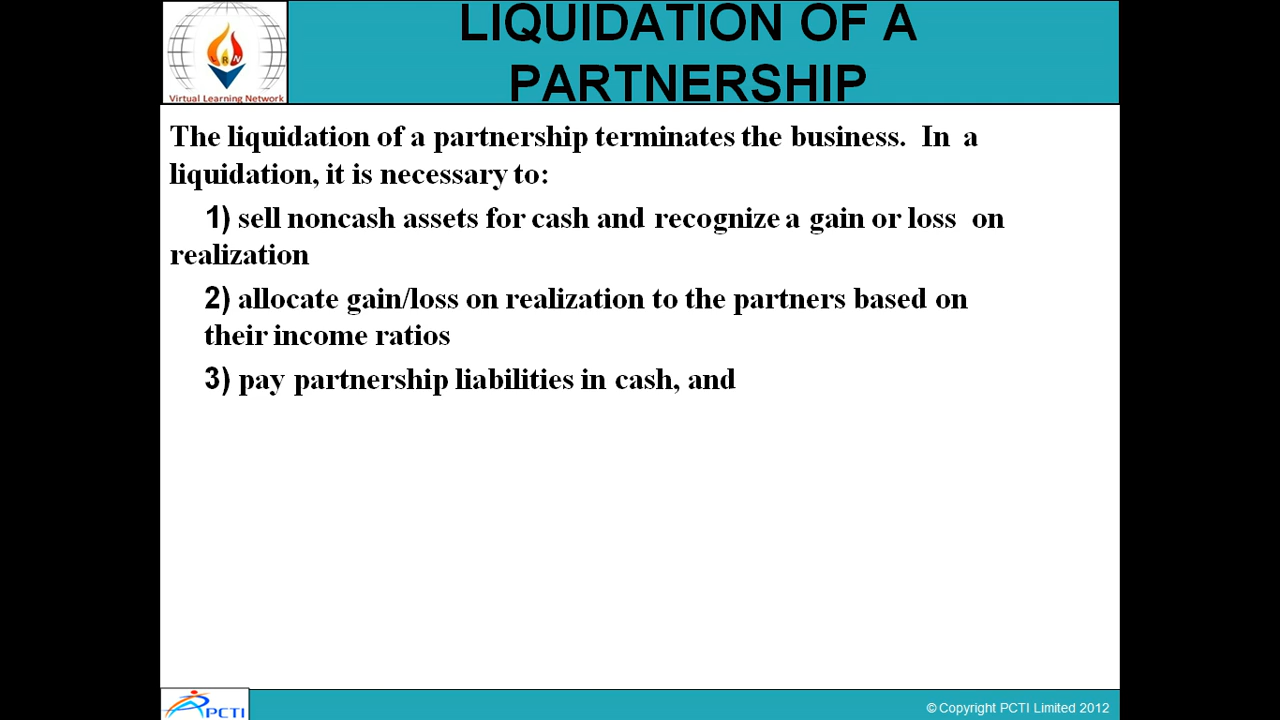 LIQUIDATION OF A
PARTNERSHIP
LRN
Virtual Learning Network
The liquidation of a partnership terminates the business. In a
liquidation, it is necessary to:
1) sell noncash assets for cash and recognize a gain or loss on
realization
2) allocate gain/loss on realization to the partners based on
their income ratios
3) pay partnership liabilities in cash, and
PCTI
© Copyright PCTI Limited 2012